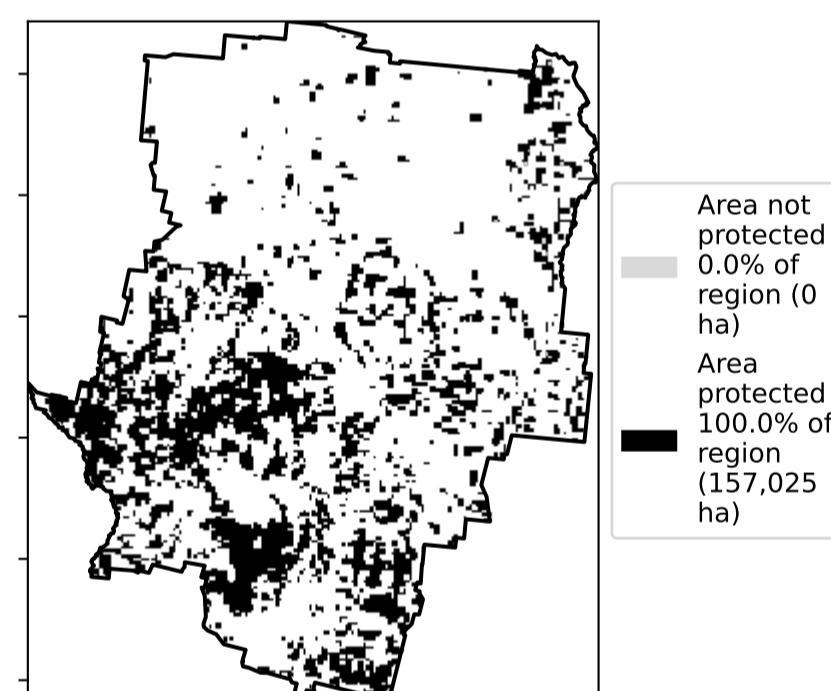 Area not
protected
0.0% of
region (0
ha)
Area
protected
100.0% of
region
(157,025
ha)